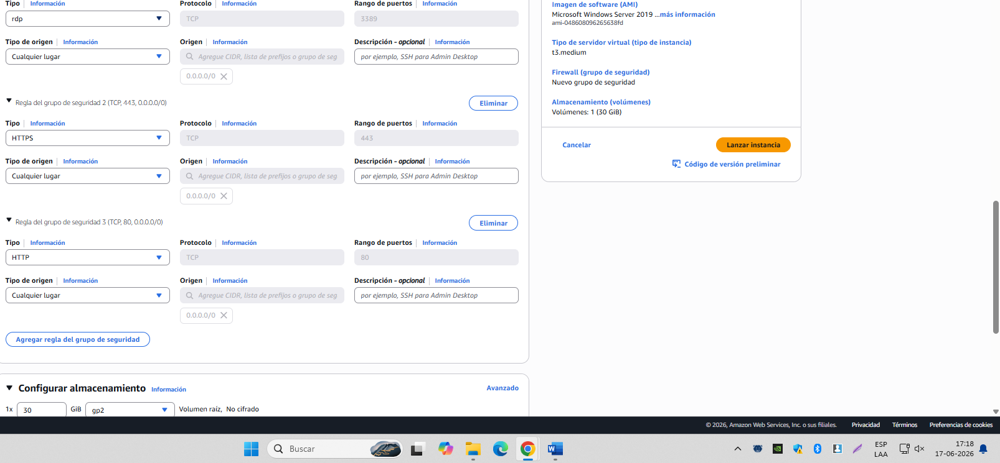 Tipo Información Protocolo Información Rango de puertos Información
rdp TCP 3389
Tipo de origen Información Origen Información Descripción - opcional Información
Cualquier lugar Agregue CIDR, lista de prefijos o grupo de seg por ejemplo, SSH para Admin Desktop
0.0.0.0/0
Regla del grupo de seguridad 2 (TCP, 443, 0.0.0.0/0) Eliminar
Tipo Información Protocolo Información Rango de puertos Información
HTTPS TCP 443
Tipo de origen Información Origen Información Descripción - opcional Información
Cualquier lugar Agregue CIDR, lista de prefijos o grupo de seg por ejemplo, SSH para Admin Desktop
0.0.0.0/0
Regla del grupo de seguridad 3 (TCP, 80, 0.0.0.0/0) Eliminar
Tipo Información Protocolo Información Rango de puertos Información
HTTP TCP 80
Tipo de origen Información Origen Información Descripción - opcional Información
Cualquier lugar Agregue CIDR, lista de prefijos o grupo de seg por ejemplo, SSH para Admin Desktop
0.0.0.0/0
Agregar regla del grupo de seguridad
Configurar almacenamiento Información Avanzado
1x 30 GiB gp2 Volumen raíz, No cifrado
Imagen de software (AMI)
Microsoft Windows Server 2019 ...más información
ami-048608096265638fd
Tipo de servidor virtual (tipo de instancia)
t3.medium
Firewall (grupo de seguridad)
Nuevo grupo de seguridad
Almacenamiento (volúmenes)
Volúmenes: 1 (30 GiB)
Cancelar Lanzar instancia
Código de versión preliminar
© 2026, Amazon Web Services, Inc. o sus filiales. Privacidad Términos Preferencias de cookies
Buscar
W
ESP
LAA
17:18
17-06-2026